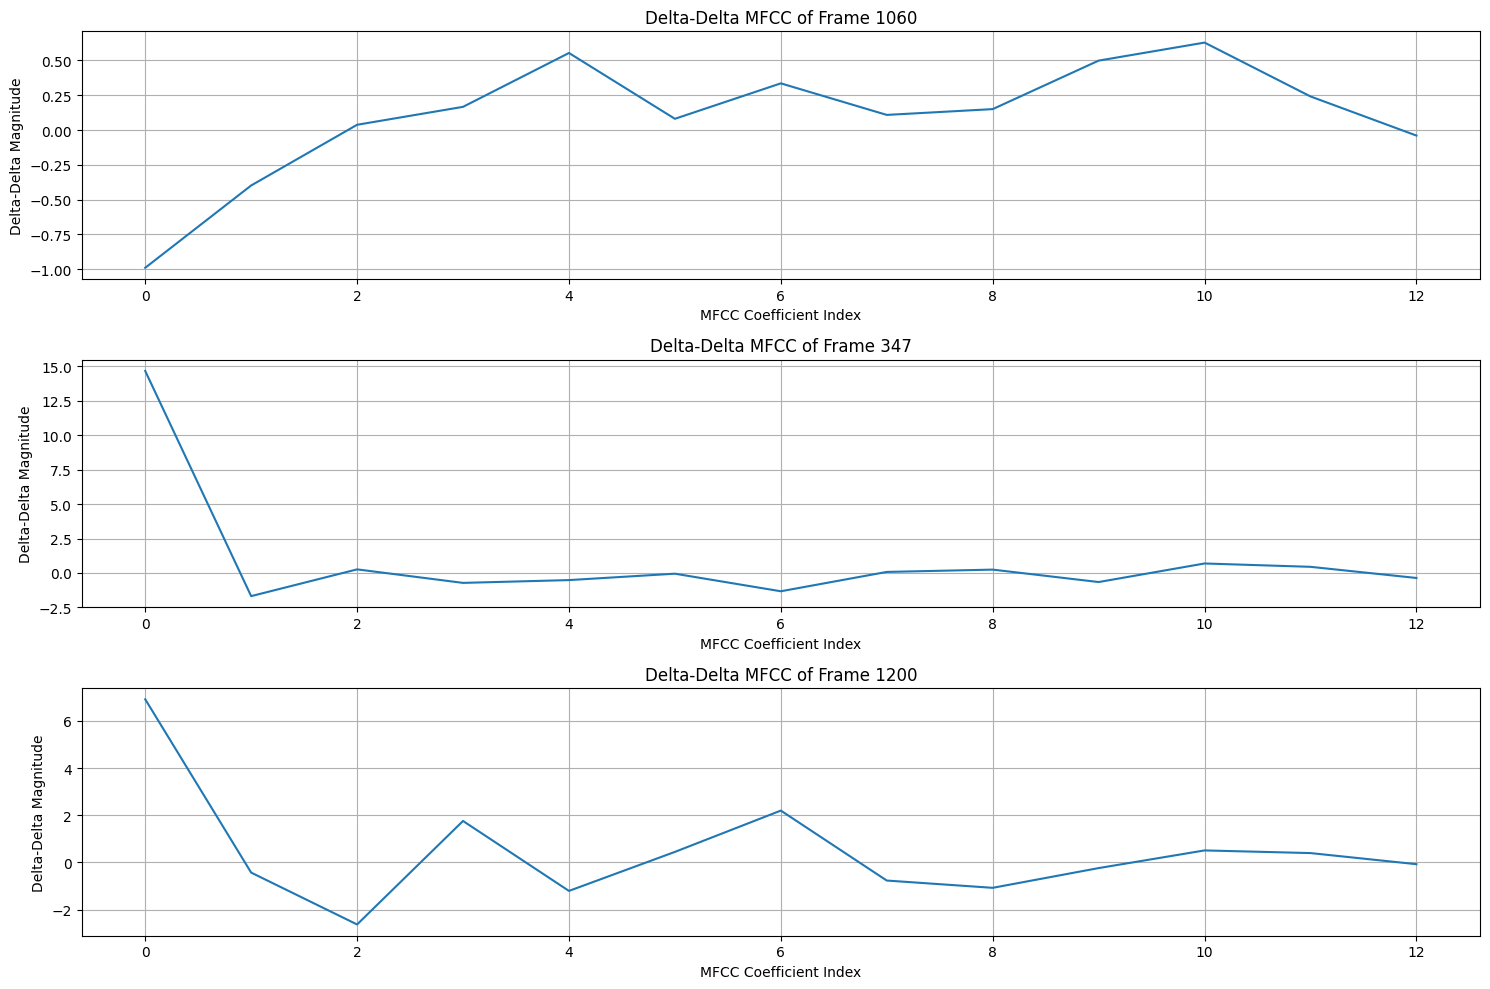 Delta-Delta MFCC of Frame 1060
Delta-Delta Magnitude
0.50
0.25
0.00
−0.25
−0.50
−0.75
−1.00
0 2 4 6 8 10 12
MFCC Coefficient Index
Delta-Delta MFCC of Frame 347
Delta-Delta Magnitude
15.0
12.5
10.0
7.5
5.0
2.5
0.0
−2.5
0 2 4 6 8 10 12
MFCC Coefficient Index
Delta-Delta MFCC of Frame 1200
Delta-Delta Magnitude
6
4
2
0
−2
0 2 4 6 8 10 12
MFCC Coefficient Index